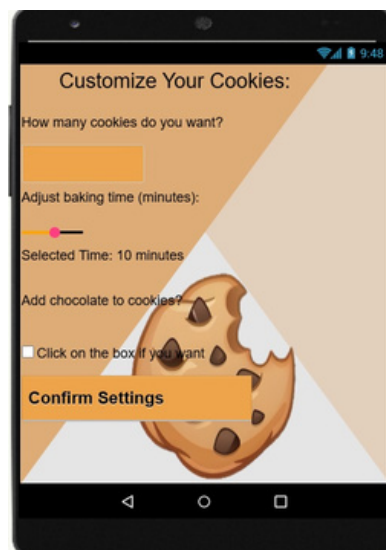 9:48
Customize Your Cookies:
How many cookies do you want?
Adjust baking time (minutes):
Selected Time: 10 minutes
Add chocolate to cookies?
Click on the box if you want
Confirm Settings